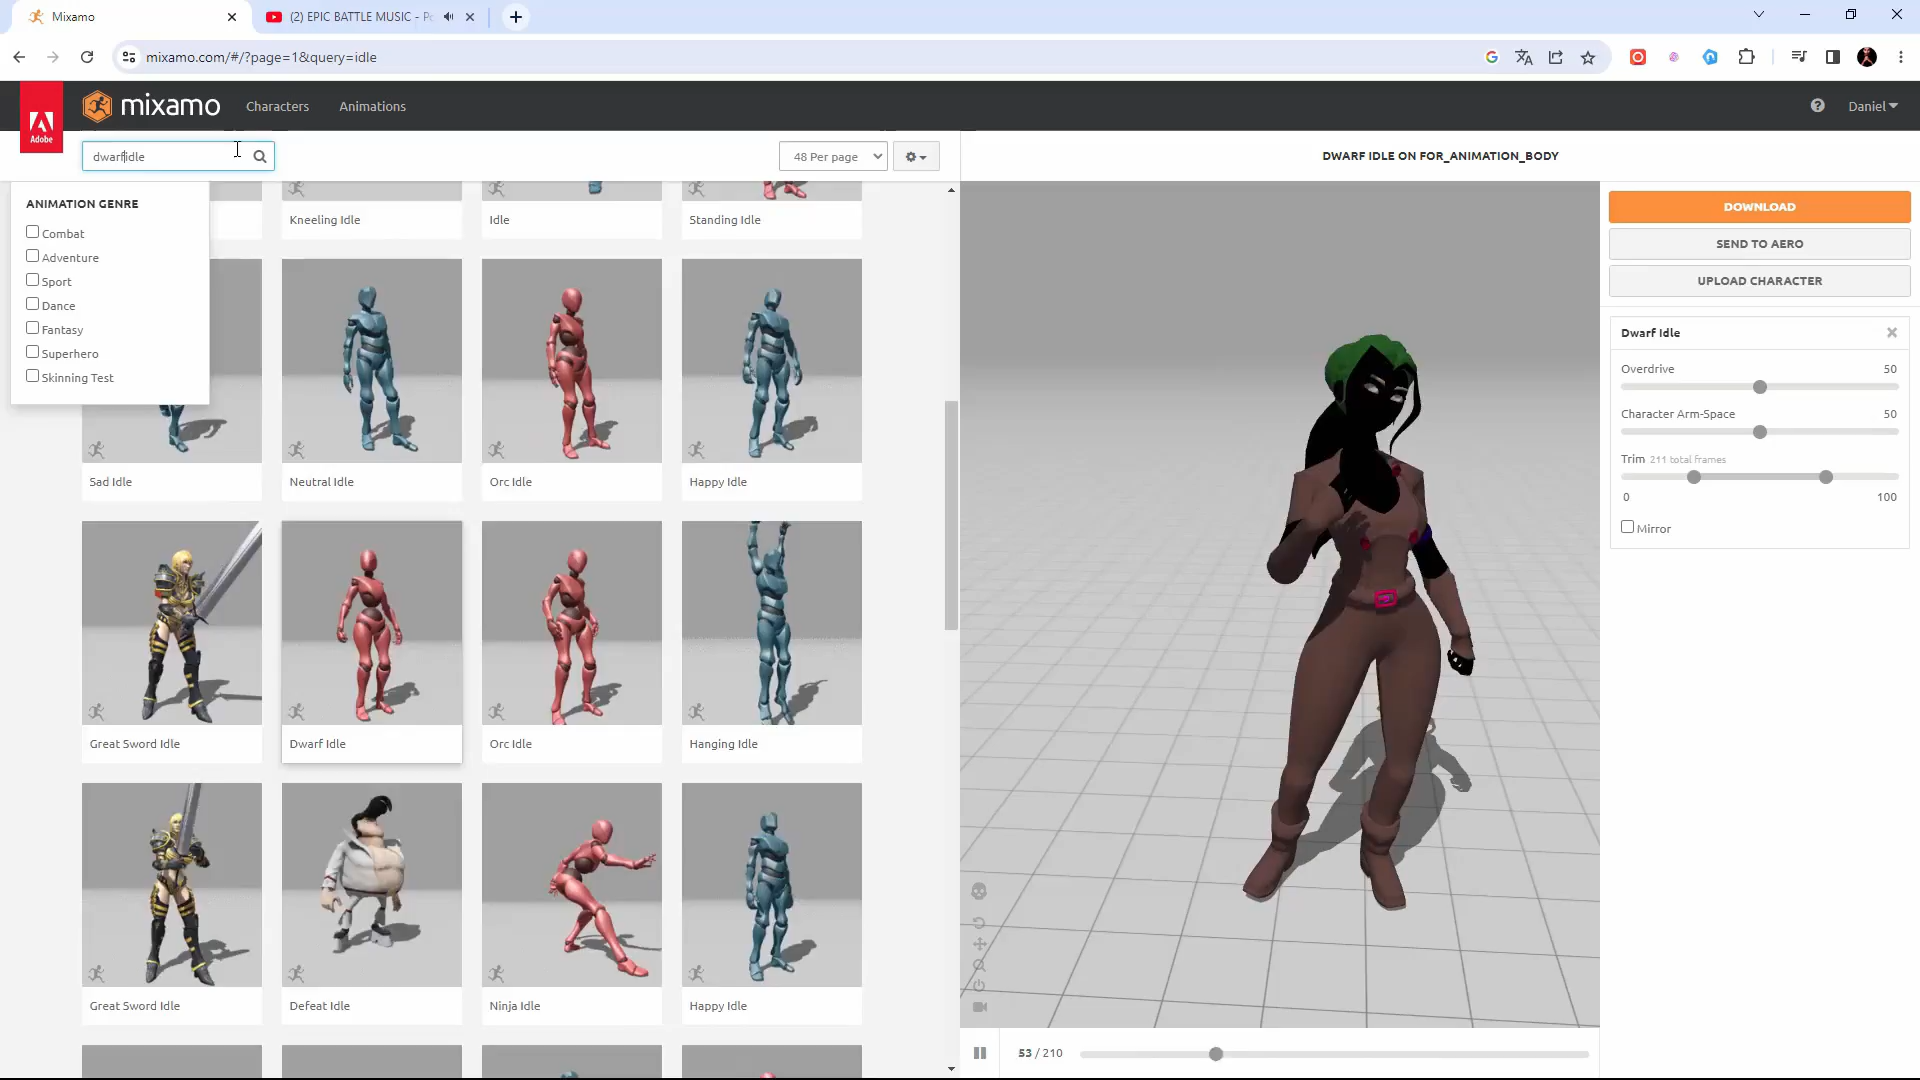 Mixamo
(2) EPIC BATTLE MUSIC - Po
mixamo.com/#/?page=1&query=idle
Adobe
mixamo
Characters
Animations
Daniel
dwarfidle
48 Per page
DWARF IDLE ON FOR_ANIMATION_BODY
ANIMATION GENRE
Combat
Adventure
Sport
Dance
Fantasy
Superhero
Skinning Test
Kneeling Idle
Idle
Standing Idle
Sad Idle
Neutral Idle
Orc Idle
Happy Idle
Great Sword Idle
Dwarf Idle
Orc Idle
Hanging Idle
Great Sword Idle
Defeat Idle
Ninja Idle
Happy Idle
DOWNLOAD
SEND TO AERO
UPLOAD CHARACTER
Dwarf Idle
Overdrive 50
Character Arm-Space 50
Trim 211 total frames
0 100
Mirror
53 / 210